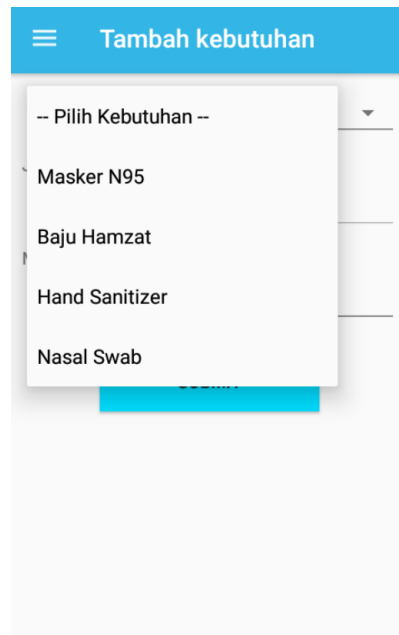 Tambah kebutuhan
-- Pilih Kebutuhan --
Masker N95
Baju Hamzat
Hand Sanitizer
Nasal Swab